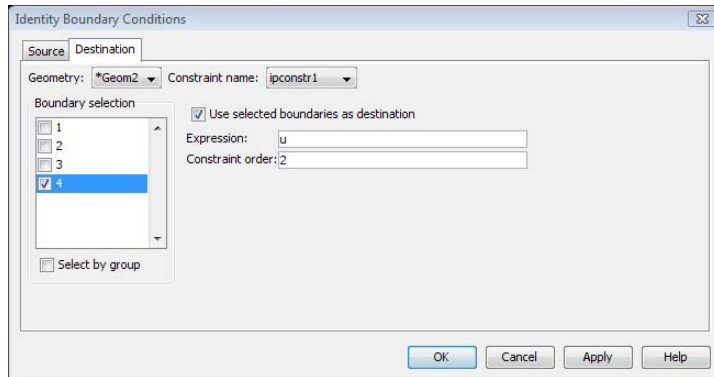 Identity Boundary Conditions
Source Destination
Geometry: *Geom2 Constraint name: ipconstr1
Boundary selection
1
2
3
4
Select by group
Use selected boundaries as destination
Expression: u
Constraint order: 2
OK Cancel Apply Help